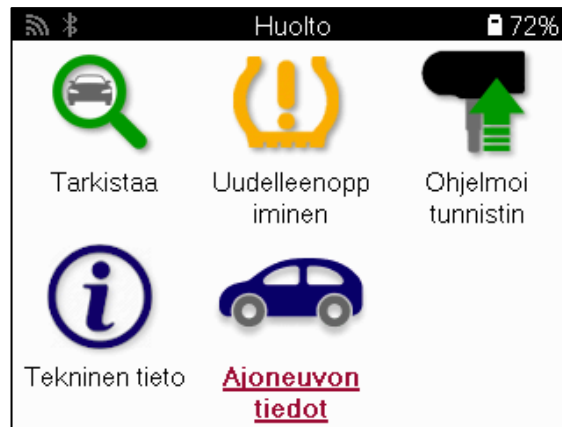 Huolto 72%
Tarkistaa Uudelleenopp Ohjelmoi
iminen tunnistin
Tekninen tieto Ajoneuvon
tiedot